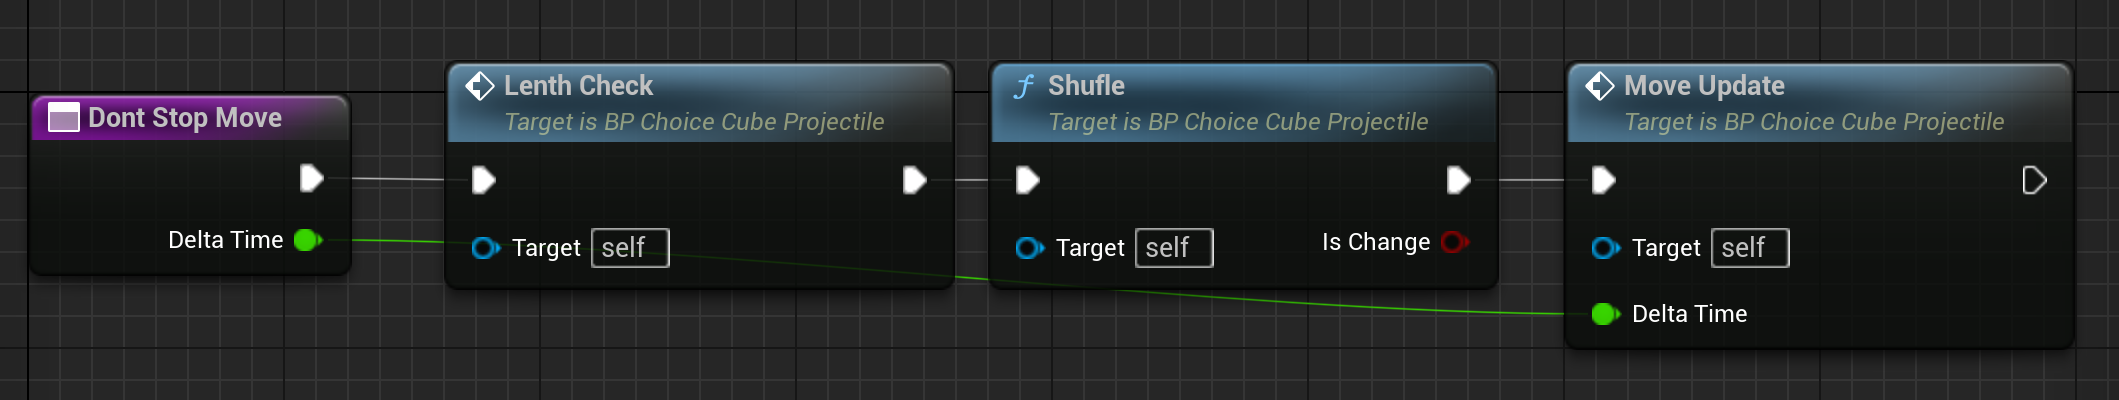 Dont Stop Move
Delta Time
Lenth Check
Target is BP Choice Cube Projectile
Target self
Shufle
Target is BP Choice Cube Projectile
Target self
Is Change
Move Update
Target is BP Choice Cube Projectile
Target self
Delta Time